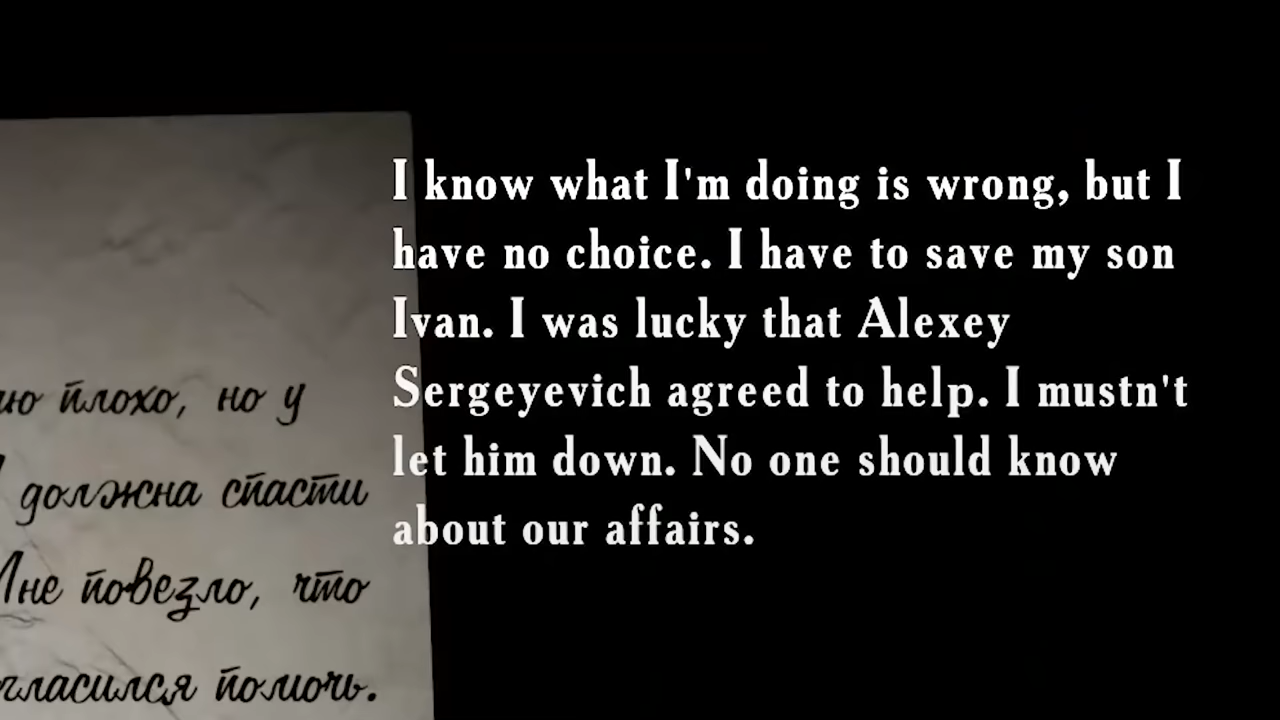 I know what I'm doing is wrong, but I
have no choice. I have to save my son
Ivan. I was lucky that Alexey
Sergeyevich agreed to help. I mustn't
let him down. No one should know
about our affairs.
плохо, но у
должна спасти
Мне повезло, что
помочь.